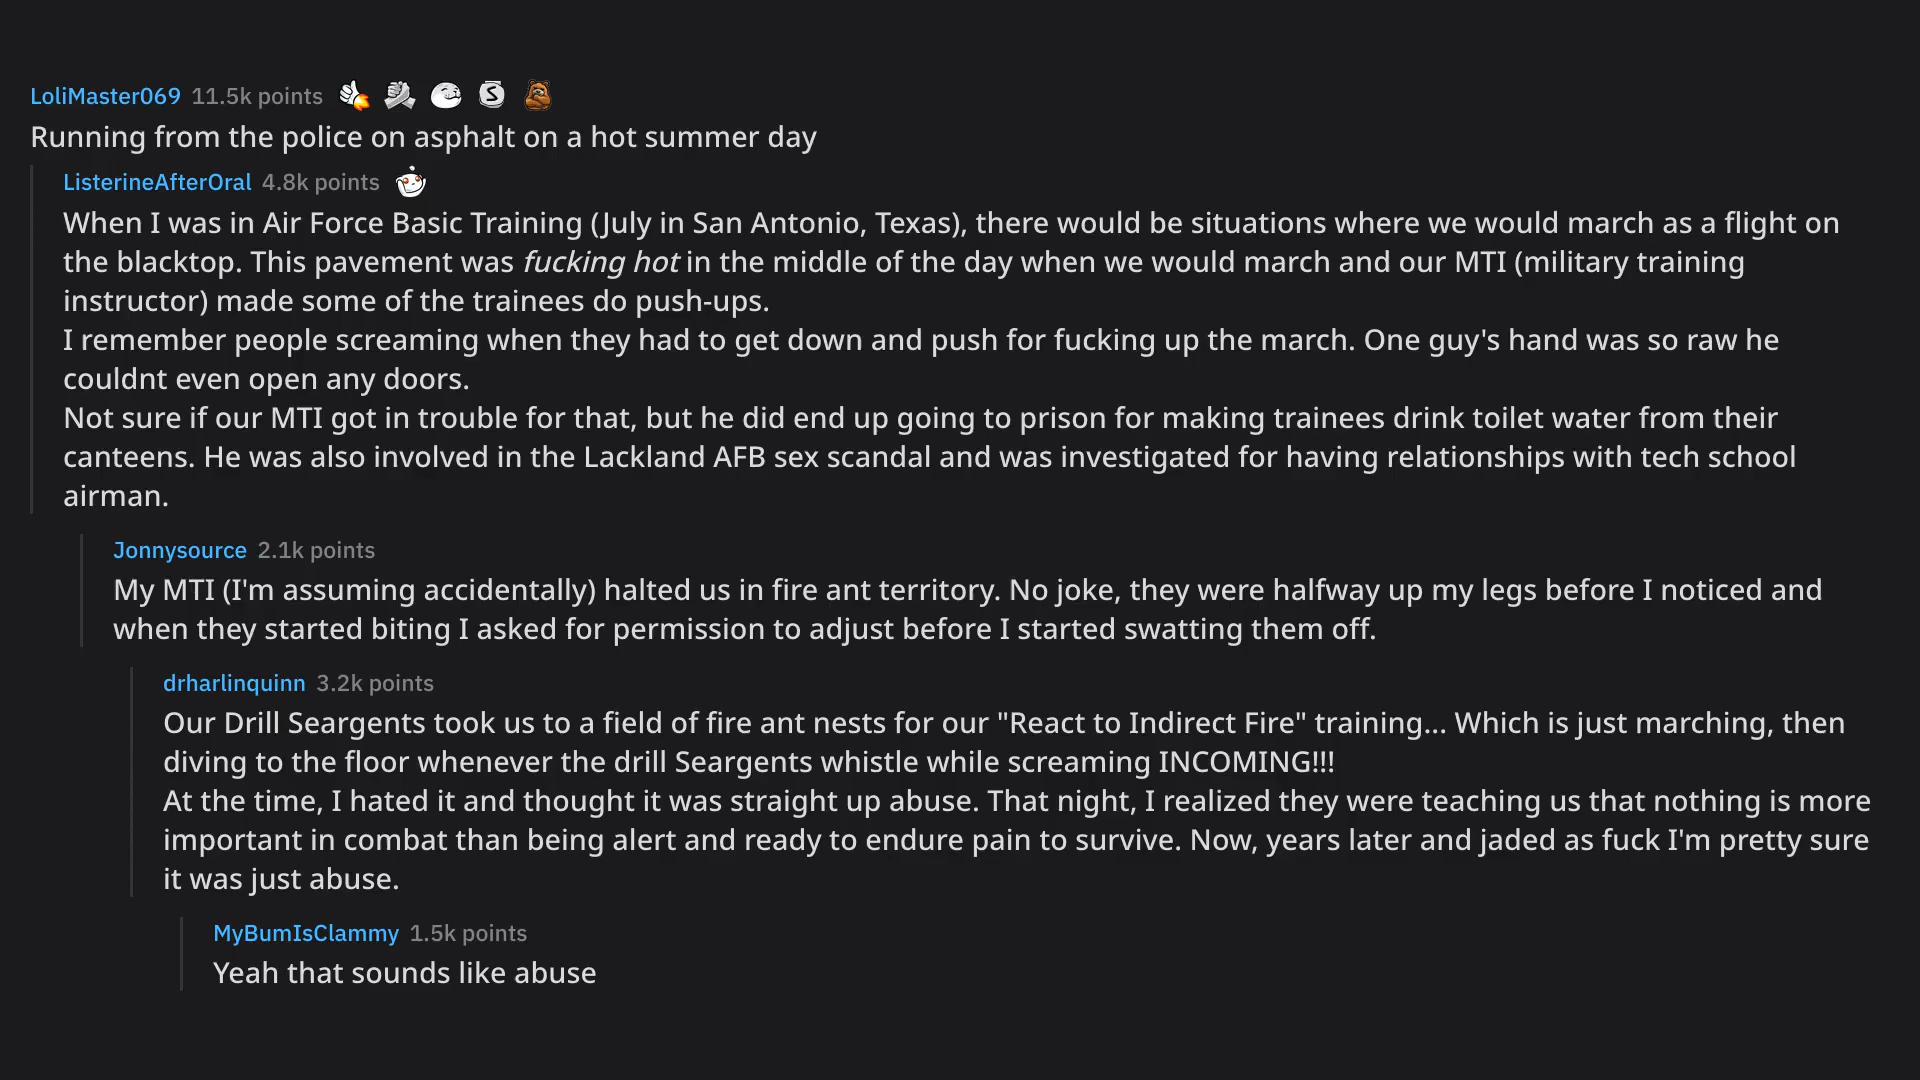 LoliMaster069 11.5k points
Running from the police on asphalt on a hot summer day
ListerineAfterOral 4.8k points
When I was in Air Force Basic Training (July in San Antonio, Texas), there would be situations where we would march as a flight on
the blacktop. This pavement was fucking hot in the middle of the day when we would march and our MTI (military training
instructor) made some of the trainees do push-ups.
I remember people screaming when they had to get down and push for fucking up the march. One guy's hand was so raw he
couldnt even open any doors.
Not sure if our MTI got in trouble for that, but he did end up going to prison for making trainees drink toilet water from their
canteens. He was also involved in the Lackland AFB sex scandal and was investigated for having relationships with tech school
airman.
Jonnysource 2.1k points
My MTI (I'm assuming accidentally) halted us in fire ant territory. No joke, they were halfway up my legs before I noticed and
when they started biting I asked for permission to adjust before I started swatting them off.
drharlinquinn 3.2k points
Our Drill Seargents took us to a field of fire ant nests for our "React to Indirect Fire" training... Which is just marching, then
diving to the floor whenever the drill Seargents whistle while screaming INCOMING!!!
At the time, I hated it and thought it was straight up abuse. That night, I realized they were teaching us that nothing is more
important in combat than being alert and ready to endure pain to survive. Now, years later and jaded as fuck I'm pretty sure
it was just abuse.
MyBumIsClammy 1.5k points
Yeah that sounds like abuse